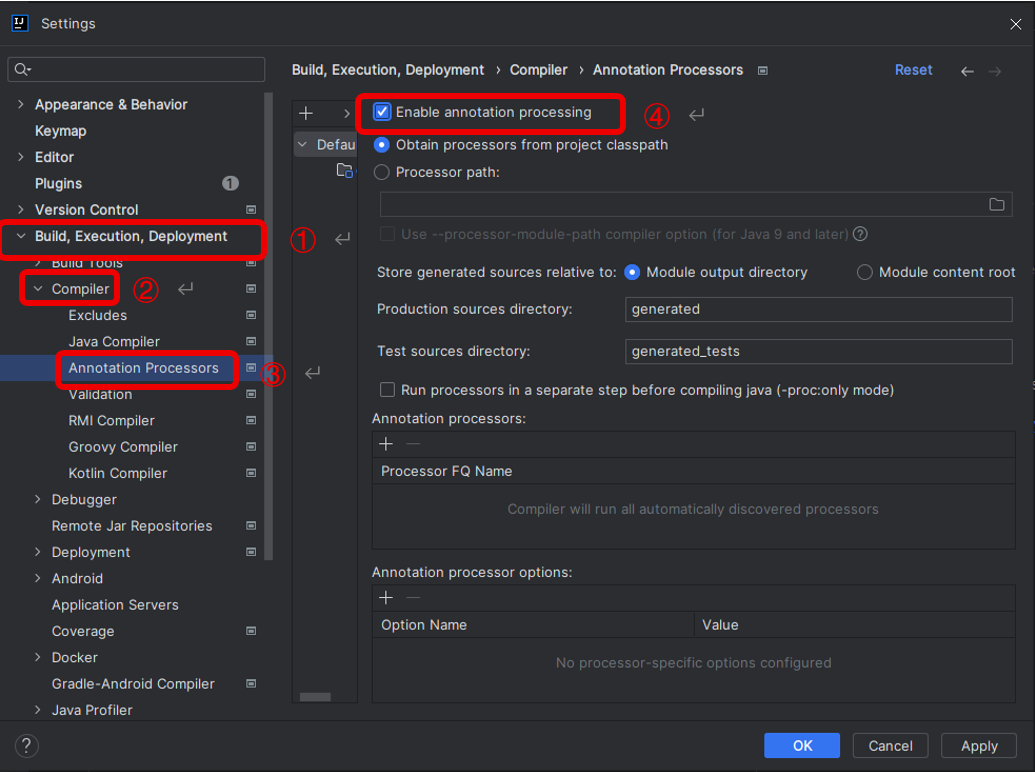 Settings
Build, Execution, Deployment › Compiler › Annotation Processors
Reset
Appearance & Behavior
Keymap
Editor
Plugins
1
Version Control
Build, Execution, Deployment
①
Build Tools
Compiler
②
Excludes
Java Compiler
Annotation Processors
③
Validation
RMI Compiler
Groovy Compiler
Kotlin Compiler
Debugger
Remote Jar Repositories
Deployment
Android
Application Servers
Coverage
Docker
Gradle-Android Compiler
Java Profiler
Defau
Enable annotation processing
④
Obtain processors from project classpath
Processor path:
Use --processor-module-path compiler option (for Java 9 and later)
Store generated sources relative to: Module output directory Module content root
Production sources directory: generated
Test sources directory: generated_tests
Run processors in a separate step before compiling java (-proc:only mode)
Annotation processors:
Processor FQ Name
Compiler will run all automatically discovered processors
Annotation processor options:
Option Name Value
No processor-specific options configured
?
OK Cancel Apply